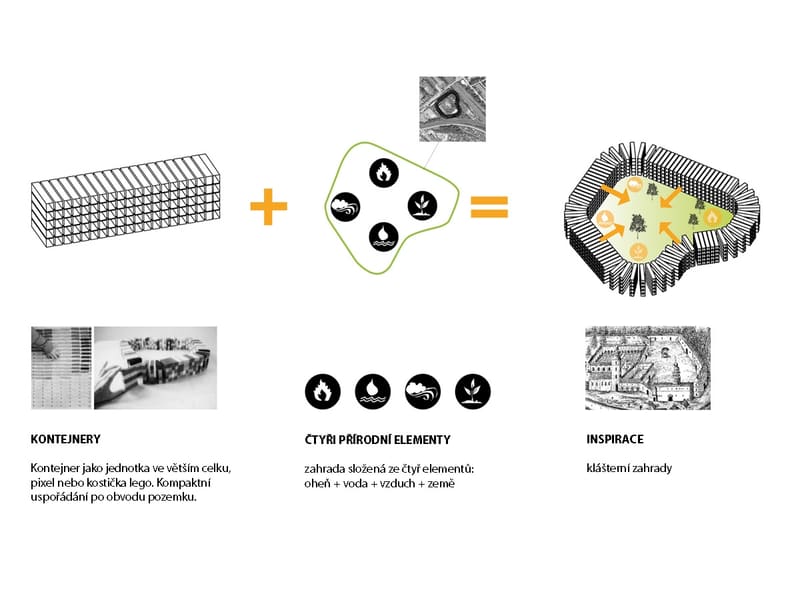 KONTEJNERY
Kontejner jako jednotka ve větším celku,
pixel nebo kostička lego. Kompaktní
uspořádání po obvodu pozemku.
ČTYŘI PŘÍRODNÍ ELEMENTY
zahrada složená ze čtyř elementů:
oheň + voda + vzduch + země
INSPIRACE
klášterní zahrady